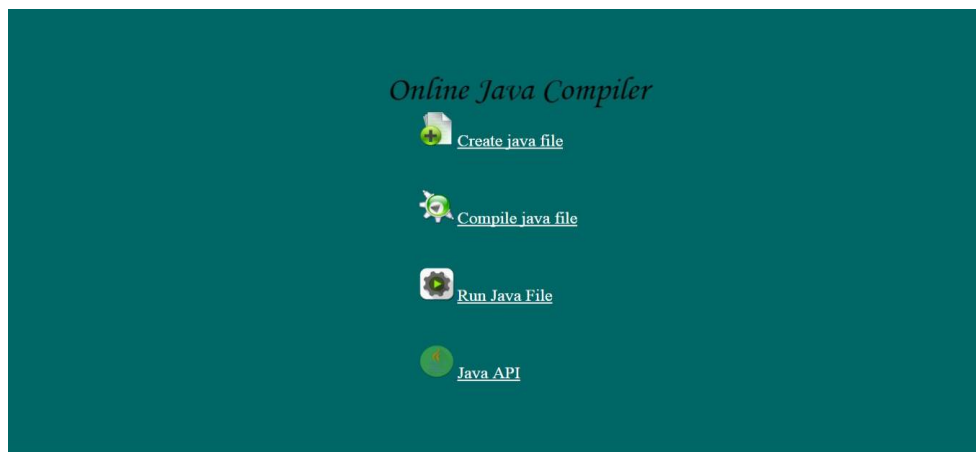 Online Java Compiler
Create java file
Compile java file
Run Java File
Java API